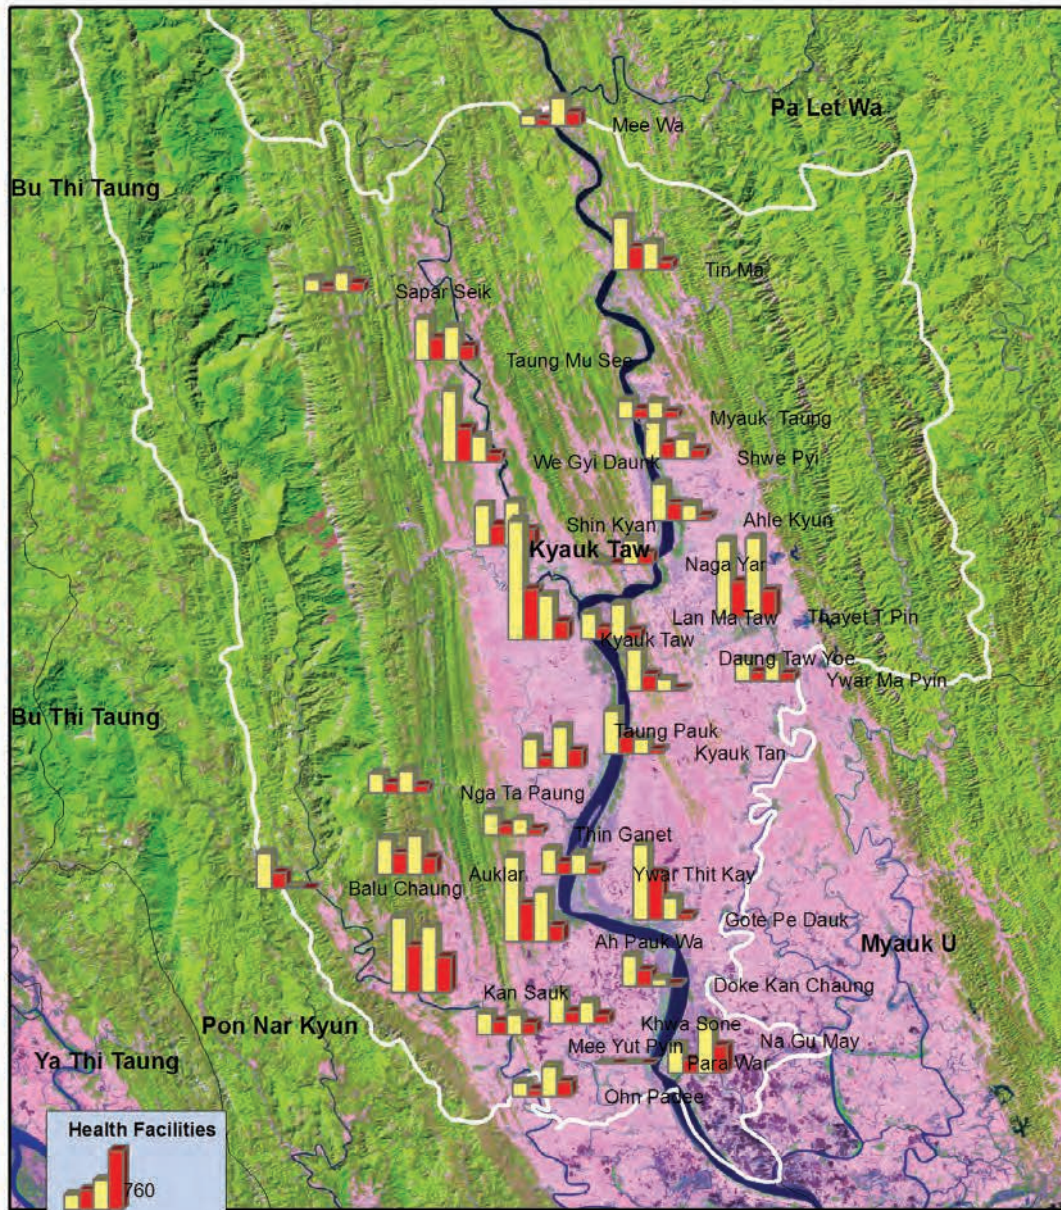 Pa Let Wa
Mee Wa
Bu Thi Taung
Tin Ma
Sapar Seik
Taung Mu See
Myauk Taung
Shwe Pyi
We Gyi Daunk
Ahle Kyun
Shin Kyan
Kyauk Taw
Naga Yar
Lan Ma Taw
Thayet T Pin
Kyauk Taw
Daung Taw Yoe
Ywar Ma Pyin
Bu Thi Taung
Taung Pauk
Kyauk Tan
Nga Ta Paung
Thin Ganet
Balu Chaung
Auklar
Ywar Thit Kay
Gote Pe Dauk
Ah Pauk Wa
Myauk U
Doke Kan Chaung
Kan Sauk
Pon Nar Kyun
Khwa Sone
Na Gu May
Mee Yut Pyin
Para War
Ya Thi Taung
Ohn Padee
Health Facilities
760